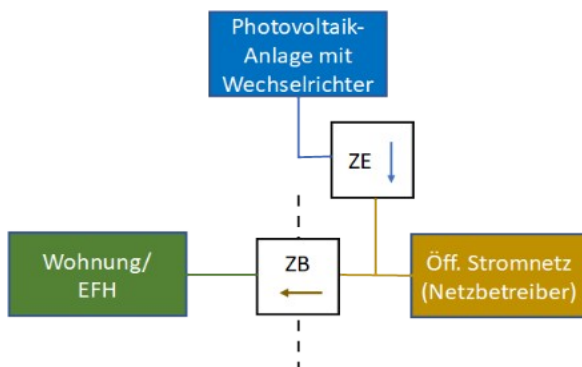 Photovoltaik-
Anlage mit
Wechselrichter
ZE
Wohnung/
EFH
ZB
Öff. Stromnetz
(Netzbetreiber)